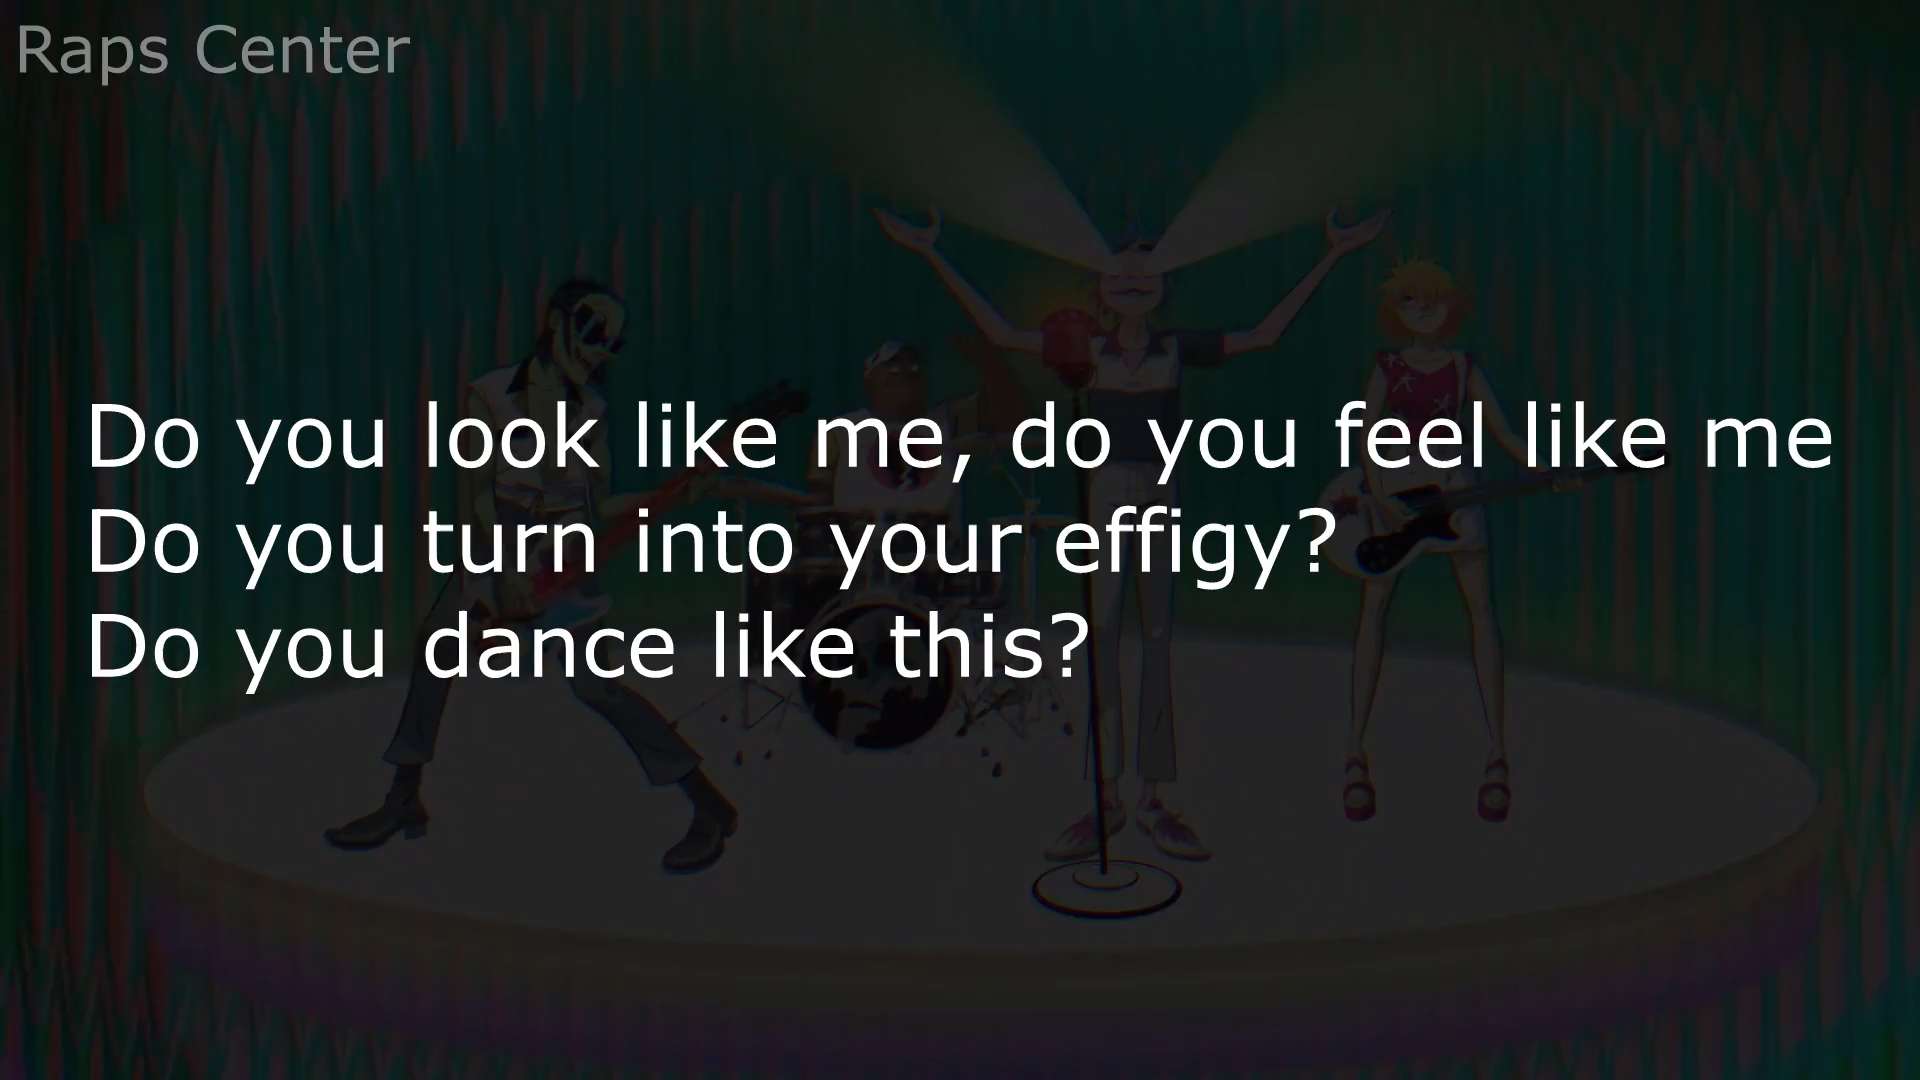 Raps Center
Do you look like me, do you feel like me
Do you turn into your effigy?
Do you dance like this?